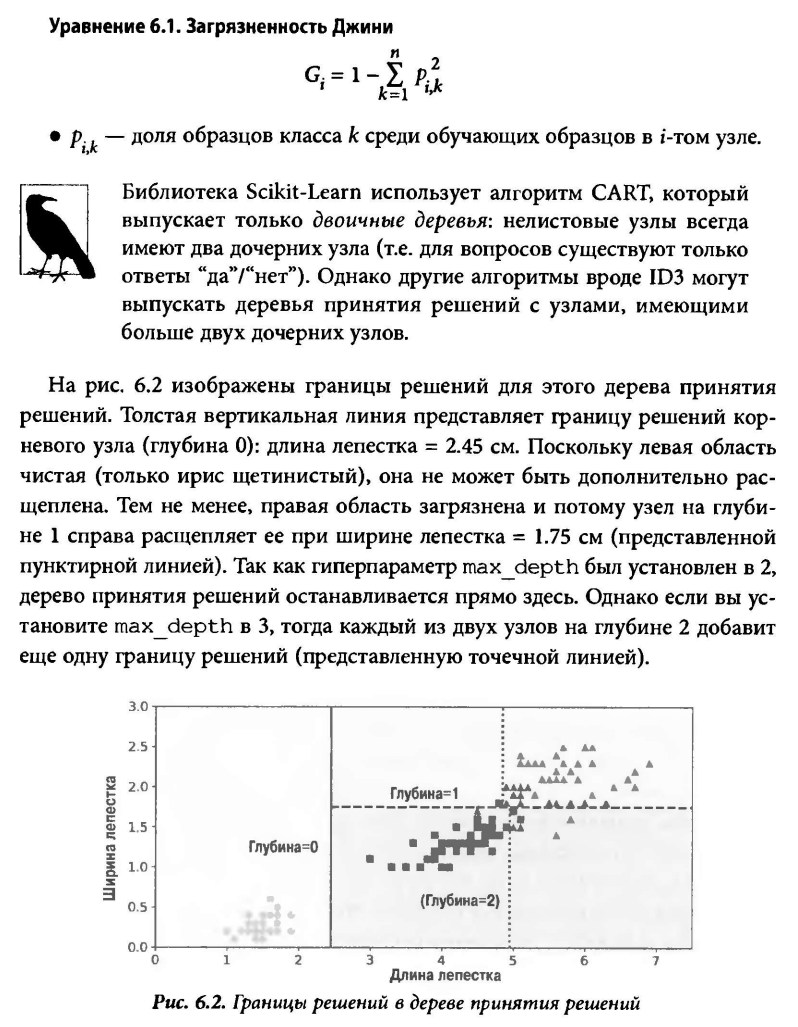 Уравнение 6.1. Загрязненность Джини
n
G_i = 1 - Σ p_{i,k}^2
k=1
• p_{i,k} — доля образцов класса k среди обучающих образцов в i-том узле.
Библиотека Scikit-Learn использует алгоритм CART, который
выпускает только двоичные деревья: нелистовые узлы всегда
имеют два дочерних узла (т.е. для вопросов существуют только
ответы “да”/“нет”). Однако другие алгоритмы вроде ID3 могут
выпускать деревья принятия решений с узлами, имеющими
больше двух дочерних узлов.
На рис. 6.2 изображены границы решений для этого дерева принятия
решений. Толстая вертикальная линия представляет границу решений кор-
невого узла (глубина 0): длина лепестка = 2.45 см. Поскольку левая область
чистая (только ирис щетинистый), она не может быть дополнительно рас-
щеплена. Тем не менее, правая область загрязнена и потому узел на глуби-
не 1 справа расщепляет ее при ширине лепестка = 1.75 см (представленной
пунктирной линией). Так как гиперпараметр max_depth был установлен в 2,
дерево принятия решений останавливается прямо здесь. Однако если вы ус-
тановите max_depth в 3, тогда каждый из двух узлов на глубине 2 добавит
еще одну границу решений (представленную точечной линией).
3.0
2.5
2.0
1.5
1.0
0.5
0.0
Ширина лепестка
Глубина=1
Глубина=0
(Глубина=2)
0 1 2 3 4 5 6 7
Длина лепестка
Рис. 6.2. Границы решений в дереве принятия решений